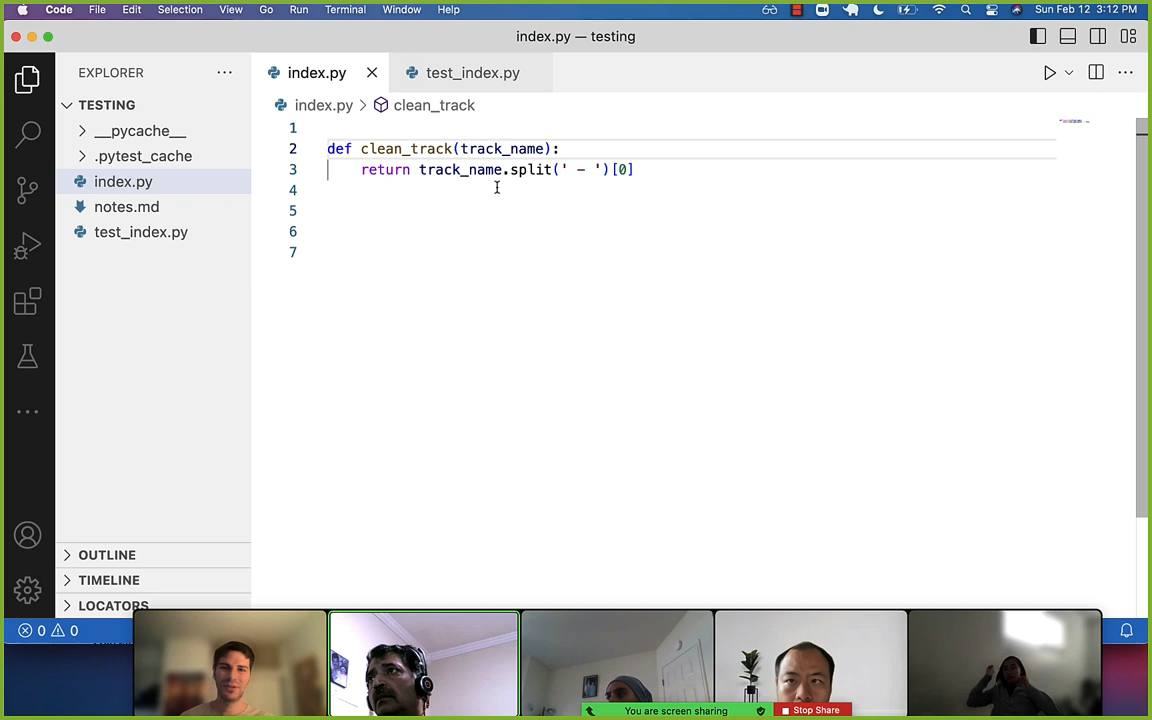 Code File Edit Selection View Go Run Terminal Window Help Sun Feb 12 3:12 PM
index.py — testing
EXPLORER
index.py
test_index.py
TESTING
index.py > clean_track
__pycache__
.pytest_cache
index.py
notes.md
test_index.py
1
2 def clean_track(track_name):
3 return track_name.split(' - ')[0]
4
5
6
7
OUTLINE
TIMELINE
LOCATORS
0 0
You are screen sharing
Stop Share